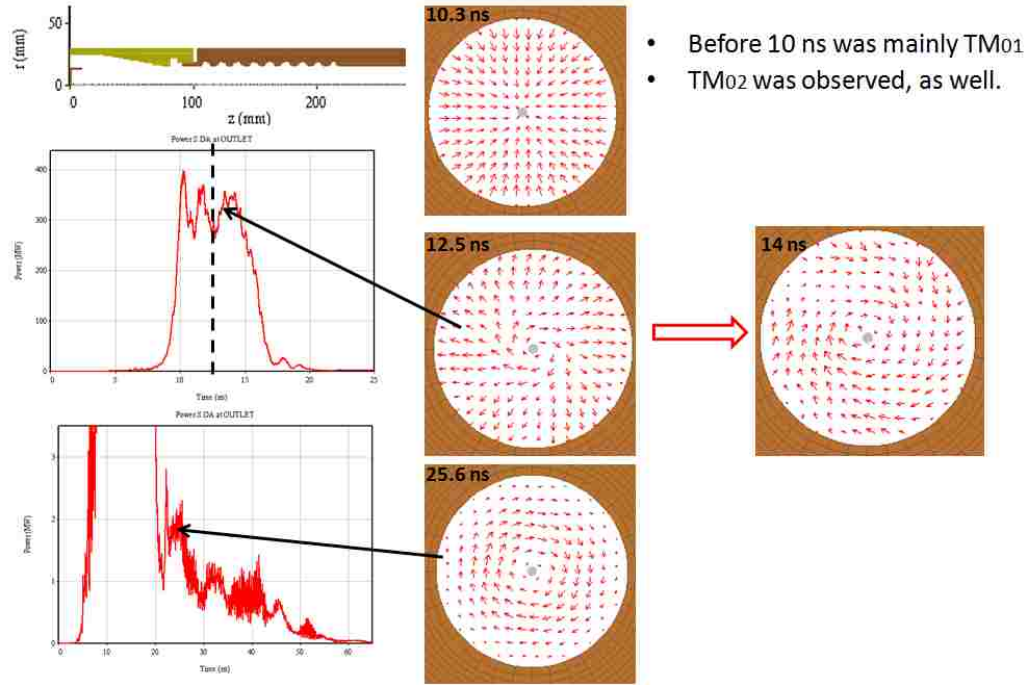 50
r (mm)
0
0
100
200
z (mm)
10.3 ns
• Before 10 ns was mainly TM01
• TM02 was observed, as well.
Power S.DA at OUTLET
400
300
200
100
0
Power (MW)
0
5
10
15
20
25
Time (ns)
12.5 ns
14 ns
Power S DA at OUTLET
3
2
1
0
Power (MW)
0
10
20
30
40
50
60
Time (ns)
25.6 ns